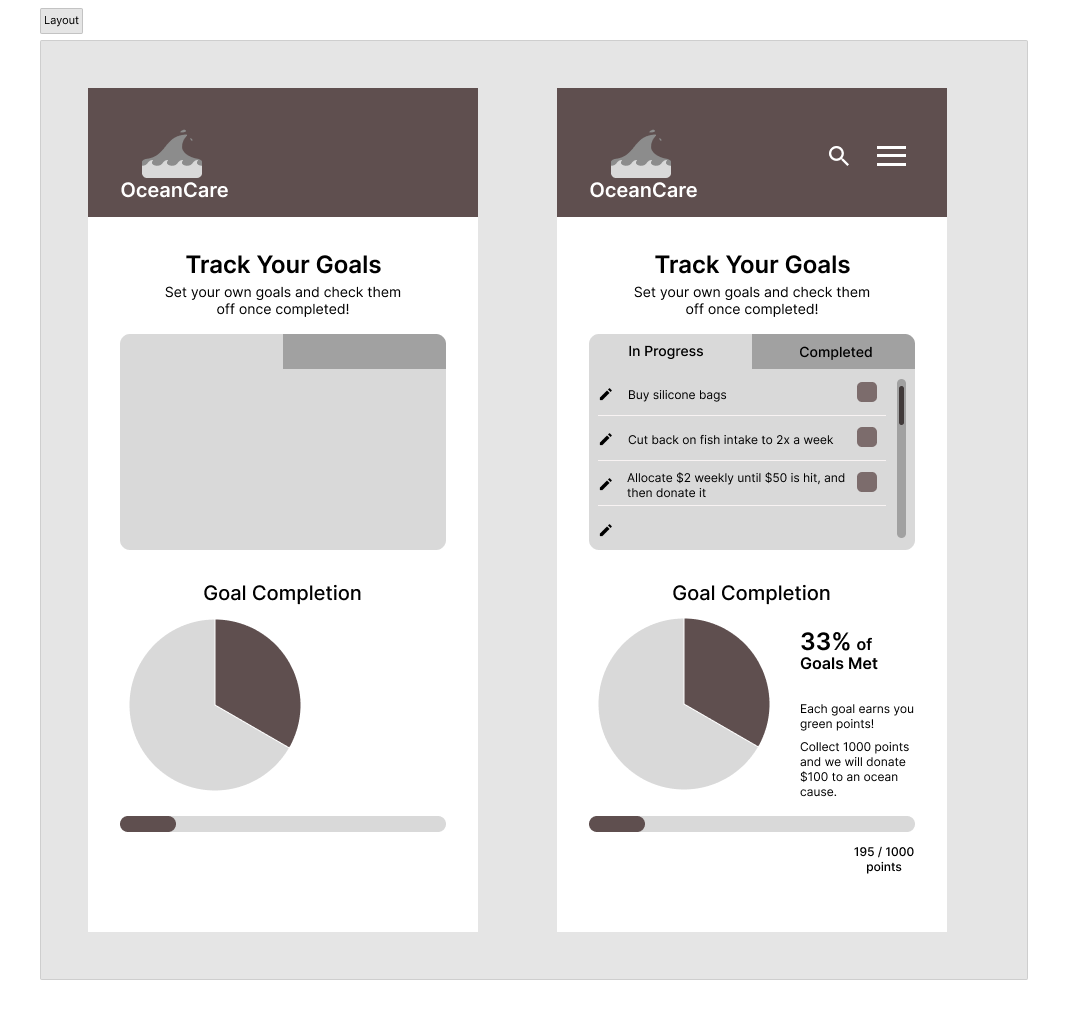 Layout
OceanCare
Track Your Goals
Set your own goals and check them
off once completed!
Goal Completion
OceanCare
Track Your Goals
Set your own goals and check them
off once completed!
In Progress
Completed
Buy silicone bags
Cut back on fish intake to 2x a week
Allocate $2 weekly until $50 is hit, and
then donate it
Goal Completion
33% of
Goals Met
Each goal earns you
green points!
Collect 1000 points
and we will donate
$100 to an ocean
cause.
195 / 1000
points